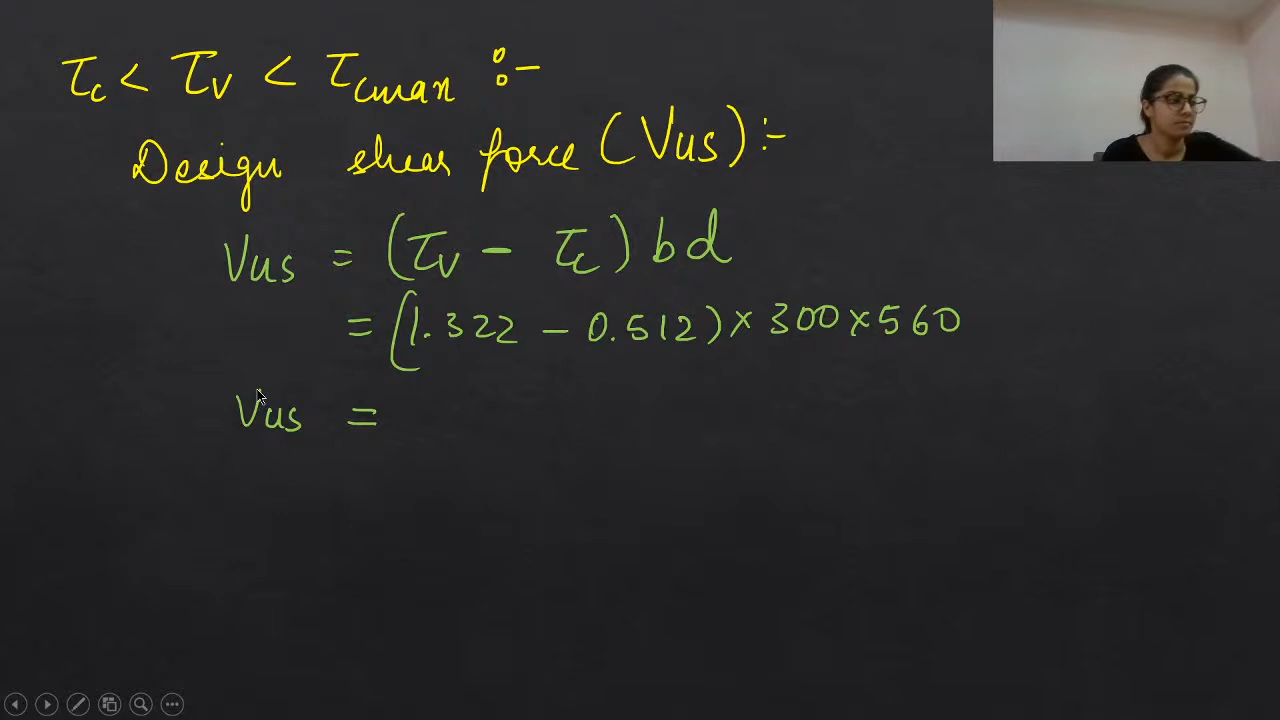 τc < τv < τcmax :-
Design shear force (Vus) :-
Vus = (τv - τc) bd
= (1.322 - 0.512) × 300 × 560
Vus =